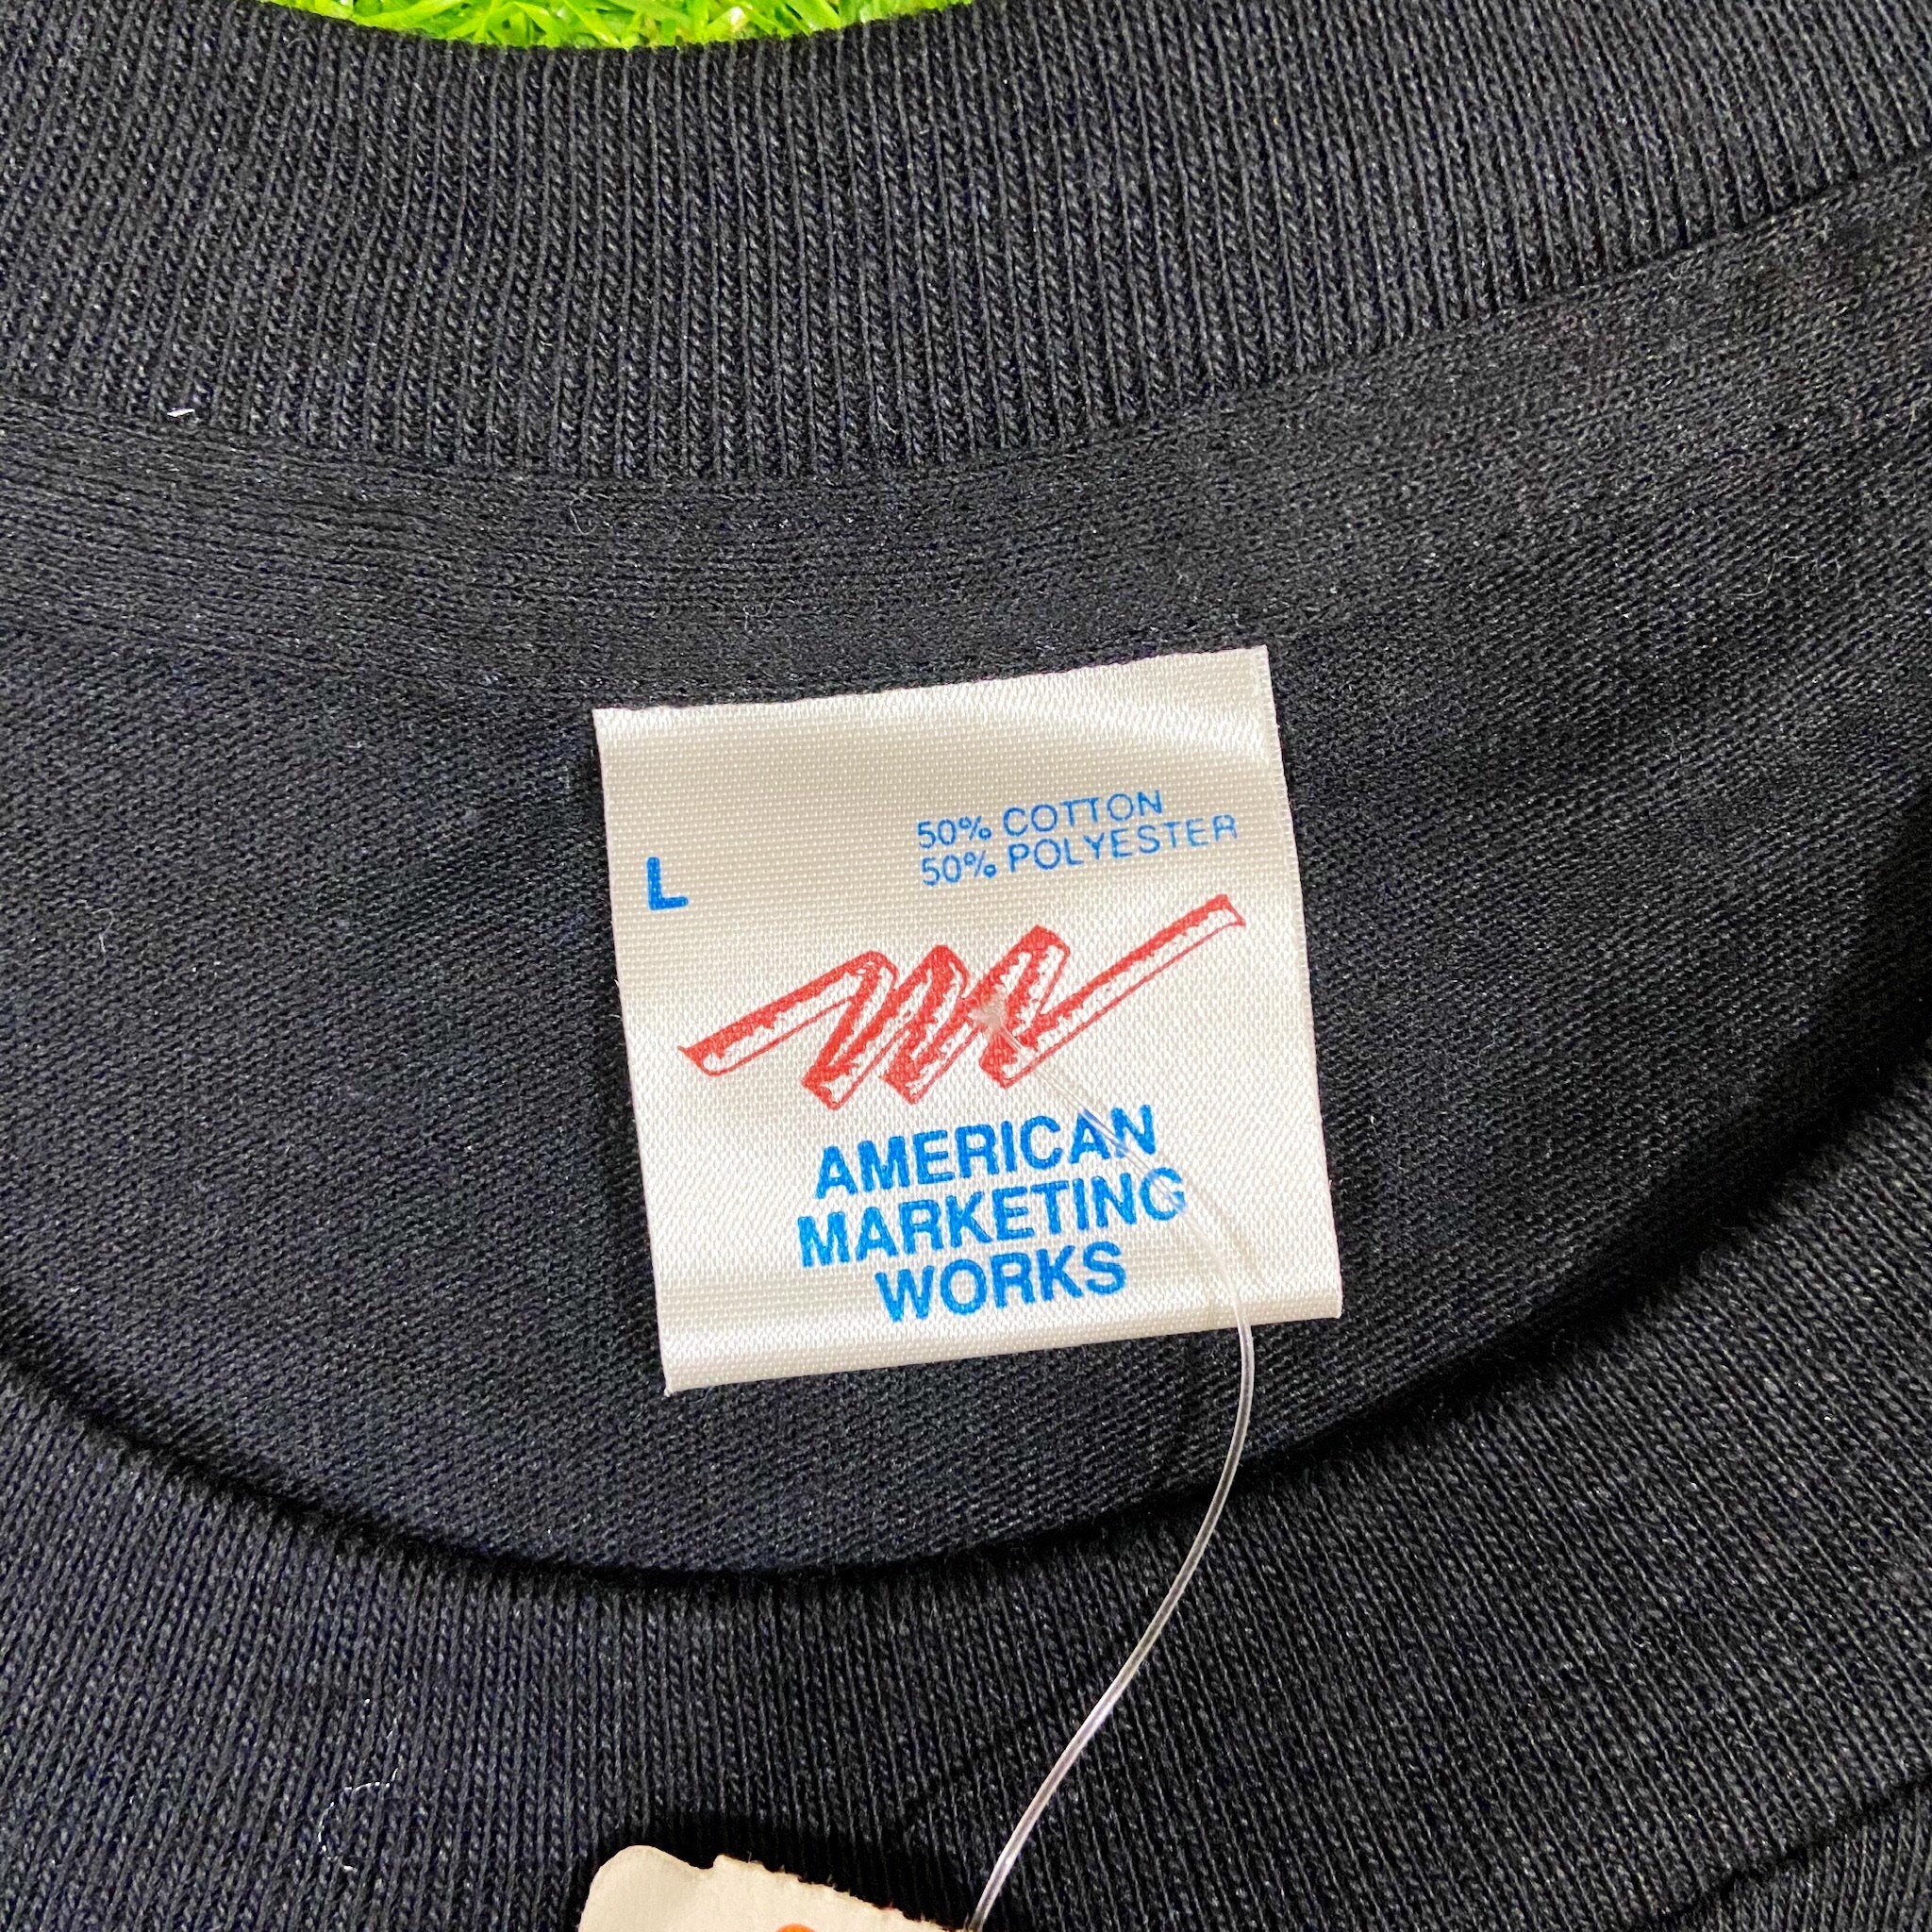 50% COTTON
50% POLYESTER
L
AMERICAN
MARKETING
WORKS